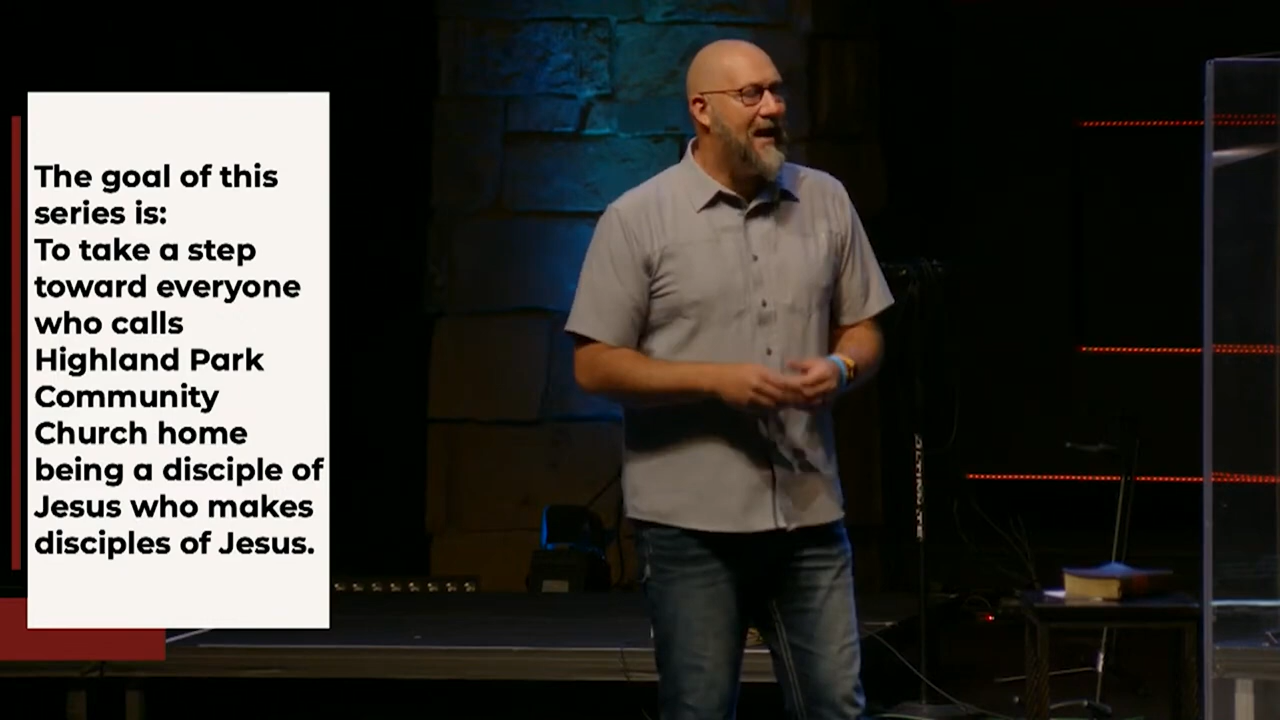 The goal of this
series is:
To take a step
toward everyone
who calls
Highland Park
Community
Church home
being a disciple of
Jesus who makes
disciples of Jesus.